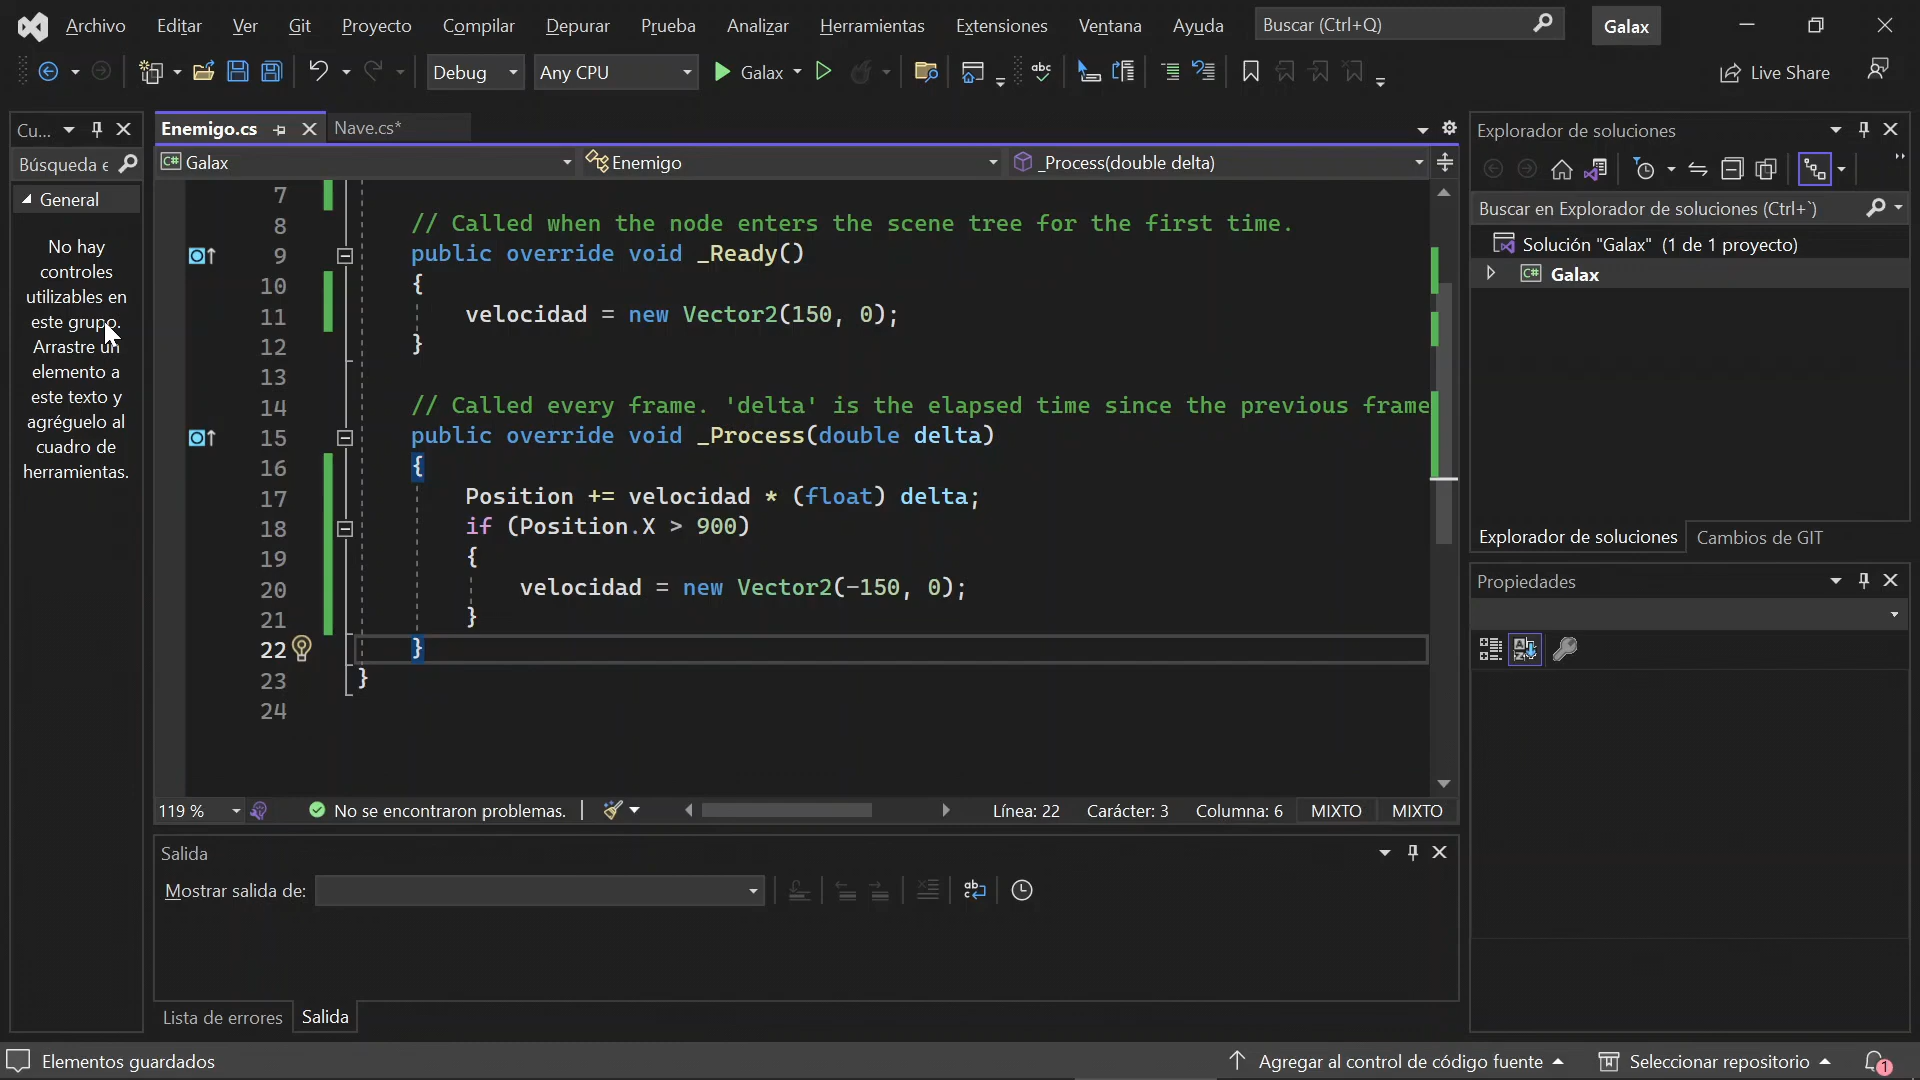 Archivo Editar Ver Git Proyecto Compilar Depurar Prueba Analizar Herramientas Extensiones Ventana Ayuda Buscar (Ctrl+Q) Galax
Debug Any CPU Galax Live Share
Cu...
Búsqueda e
General
No hay
controles
utilizables en
este grupo.
Arrastre un
elemento a
este texto y
agréguelo al
cuadro de
herramientas.
Enemigo.cs Nave.cs*
C# Galax Enemigo _Process(double delta)
7
8 // Called when the node enters the scene tree for the first time.
9 public override void _Ready()
10 {
11 velocidad = new Vector2(150, 0);
12 }
13
14 // Called every frame. 'delta' is the elapsed time since the previous frame
15 public override void _Process(double delta)
16 {
17 Position += velocidad * (float) delta;
18 if (Position.X > 900)
19 {
20 velocidad = new Vector2(-150, 0);
21 }
22 }
23 }
24
119 % No se encontraron problemas. Línea: 22 Carácter: 3 Columna: 6 MIXTO MIXTO
Salida
Mostrar salida de:
Lista de errores Salida
Explorador de soluciones
Buscar en Explorador de soluciones (Ctrl+`)
Solución "Galax" (1 de 1 proyecto)
C# Galax
Explorador de soluciones Cambios de GIT
Propiedades
Elementos guardados Agregar al control de código fuente Seleccionar repositorio 1